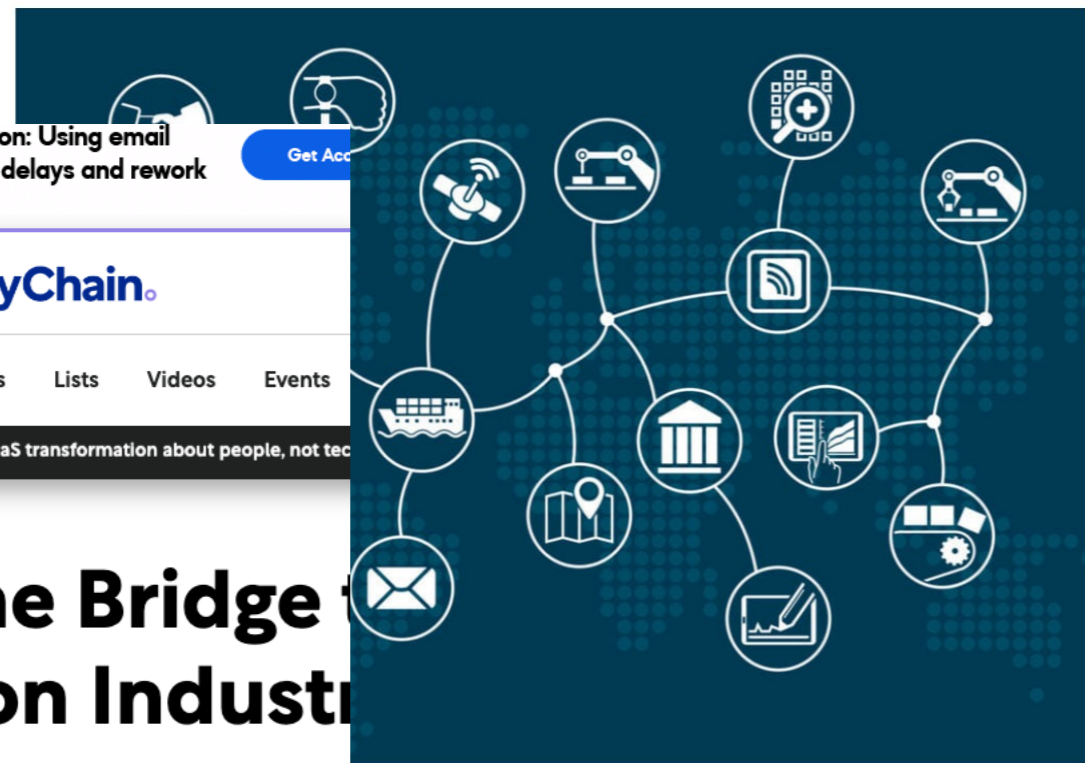 on: Using email
delays and rework
Get Acc
yChain
s Lists Videos Events
aS transformation about people, not tec
ne Bridge t
on Industr